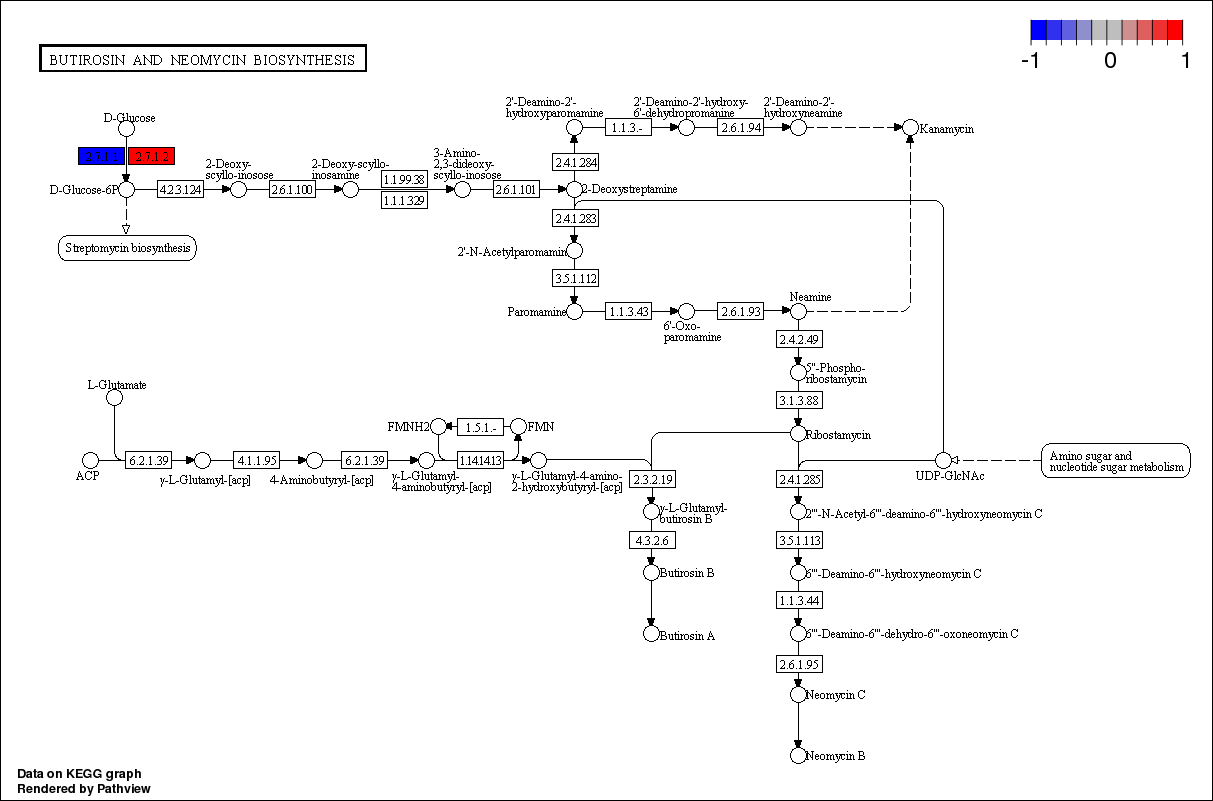 -1 0 1
BUTIROSIN AND NEOMYCIN BIOSYNTHESIS
D-Glucose
2.7.1.1
2.7.1.2
D-Glucose-6P
Streptomycin biosynthesis
4.2.3.124
2-Deoxy-
scyllo-inosose
2.6.1.100
2-Deoxy-scyllo-
inosamine
1.1.99.38
1.1.1.329
3-Amino-
2,3-dideoxy-
scyllo-inosose
2.6.1.101
2-Deoxystreptamine
2.4.1.284
2'-Deamino-2'-
hydroxyparomamine
1.1.3.-
2'-Deamino-2'-hydroxy-
6'-dehydropromamine
2.6.1.94
2'-Deamino-2'-
hydroxyneamine
Kanamycin
2.4.1.283
2'-N-Acetylparomamin
3.5.1.112
Paromamine
1.1.3.43
6'-Oxo-
paromamine
2.6.1.93
Neamine
2.4.2.49
5''-Phospho-
ribostamycin
3.1.3.88
Ribostamycin
L-Glutamate
ACP
6.2.1.39
γ-L-Glutamyl-[acp]
4.1.1.95
4-Aminobutyryl-[acp]
6.2.1.39
γ-L-Glutamyl-
4-aminobutyryl-[acp]
FMNH2
1.5.1.-
FMN
1.14.14.13
γ-L-Glutamyl-4-amino-
2-hydroxybutyryl-[acp]
2.3.2.19
γ-L-Glutamyl-
butirosin B
4.3.2.6
Butirosin B
Butirosin A
2.4.1.285
UDP-GlcNAc
Amino sugar and
nucleotide sugar metabolism
2'''-N-Acetyl-6'''-deamino-6'''-hydroxyneomycin C
3.5.1.113
6'''-Deamino-6'''-hydroxyneomycin C
1.1.3.44
6'''-Deamino-6'''-dehydro-6'''-oxoneomycin C
2.6.1.95
Neomycin C
Neomycin B
Data on KEGG graph
Rendered by Pathview